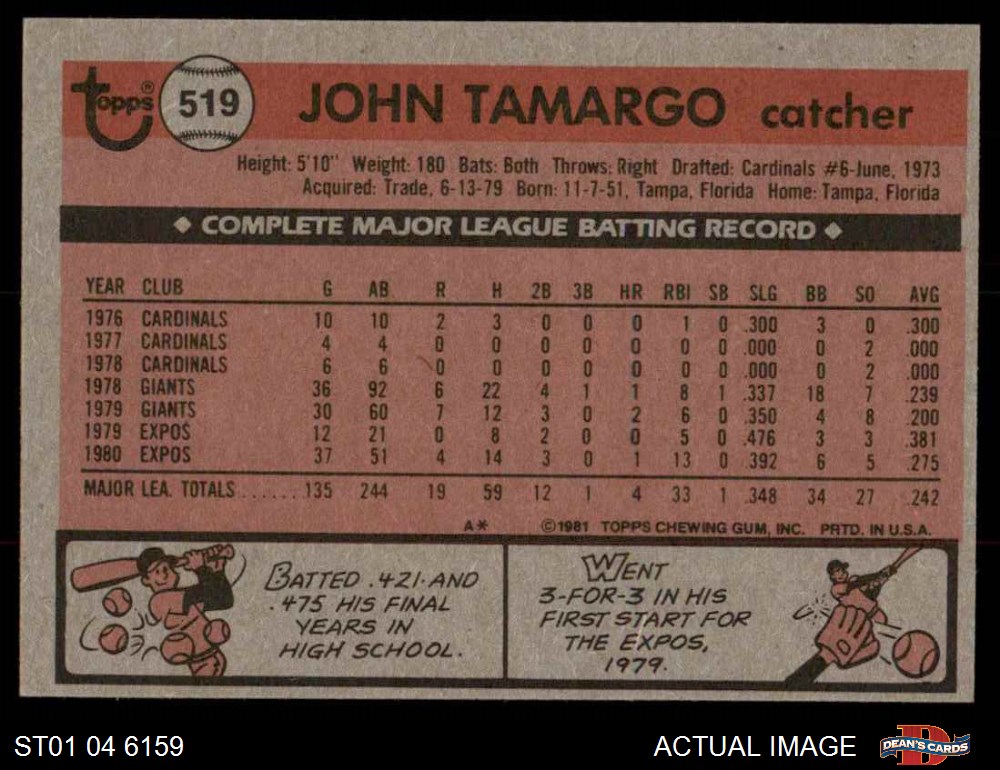 Topps® 519 JOHN TAMARGO catcher
Height: 5'10" Weight: 180 Bats: Both Throws: Right Drafted: Cardinals #6-June, 1973
Acquired: Trade, 6-13-79 Born: 11-7-51, Tampa, Florida Home: Tampa, Florida
◆ COMPLETE MAJOR LEAGUE BATTING RECORD ◆
YEAR CLUB G AB R H 2B 3B HR RBI SB SLG BB SO AVG
1976 CARDINALS 10 10 2 3 0 0 0 1 0 .300 3 0 .300
1977 CARDINALS 4 4 0 0 0 0 0 0 0 .000 0 2 .000
1978 CARDINALS 6 6 0 0 0 0 0 0 0 .000 0 2 .000
1978 GIANTS 36 92 6 22 4 1 1 8 1 .337 18 7 .239
1979 GIANTS 30 60 7 12 3 0 2 6 0 .350 4 8 .200
1979 EXPOS 12 21 0 8 2 0 0 5 0 .476 3 3 .381
1980 EXPOS 37 51 4 14 3 0 1 13 0 .392 6 5 .275
MAJOR LEA. TOTALS ...... 135 244 19 59 12 1 4 33 1 .348 34 27 .242
A* ©1981 TOPPS CHEWING GUM, INC. PRTD. IN U.S.A.
BATTED .421 AND
.475 HIS FINAL
YEARS IN
HIGH SCHOOL.
WENT
3-FOR-3 IN HIS
FIRST START FOR
THE EXPOS,
1979.
ST01 04 6159 ACTUAL IMAGE D DEAN'S CARDS